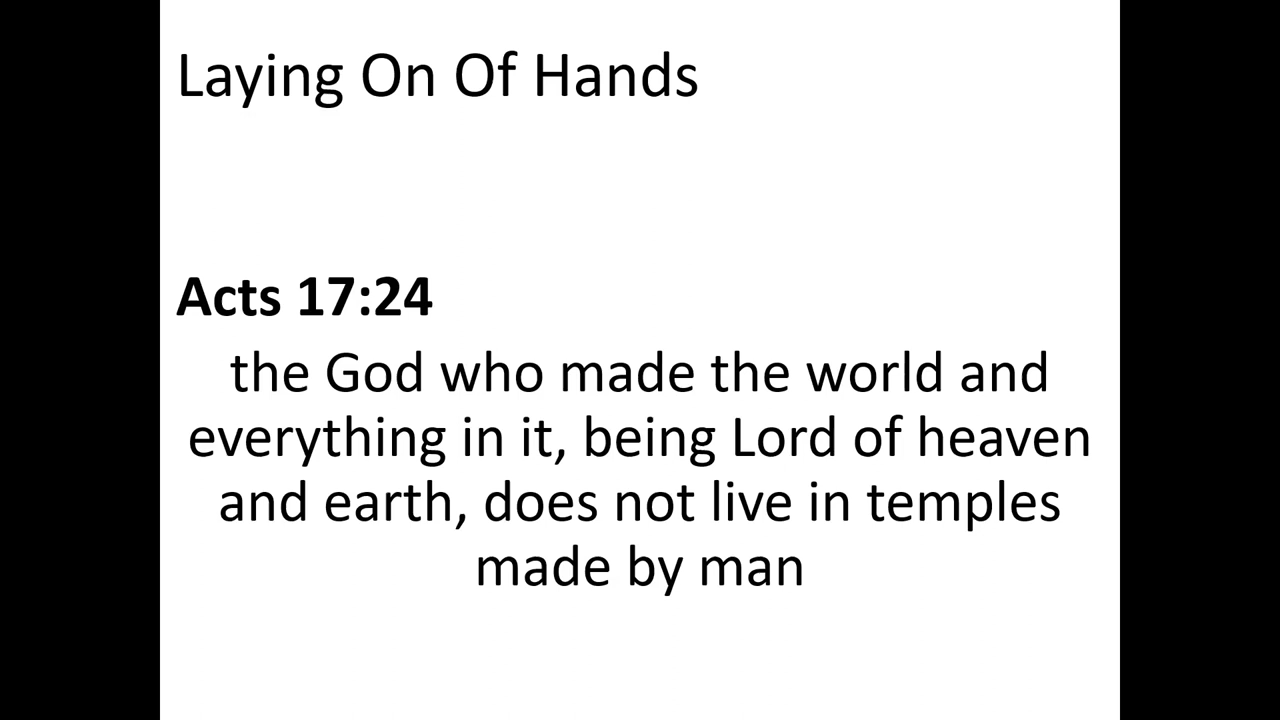 Laying On Of Hands
Acts 17:24
the God who made the world and
everything in it, being Lord of heaven
and earth, does not live in temples
made by man